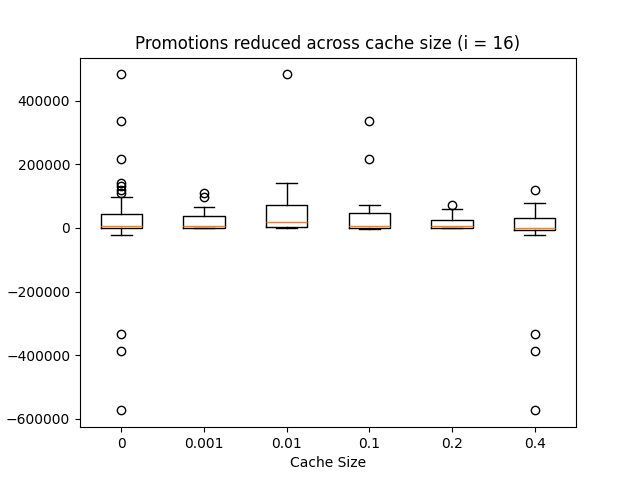 Promotions reduced across cache size (i = 16)
400000
200000
0
−200000
−400000
−600000
0 0.001 0.01 0.1 0.2 0.4
Cache Size